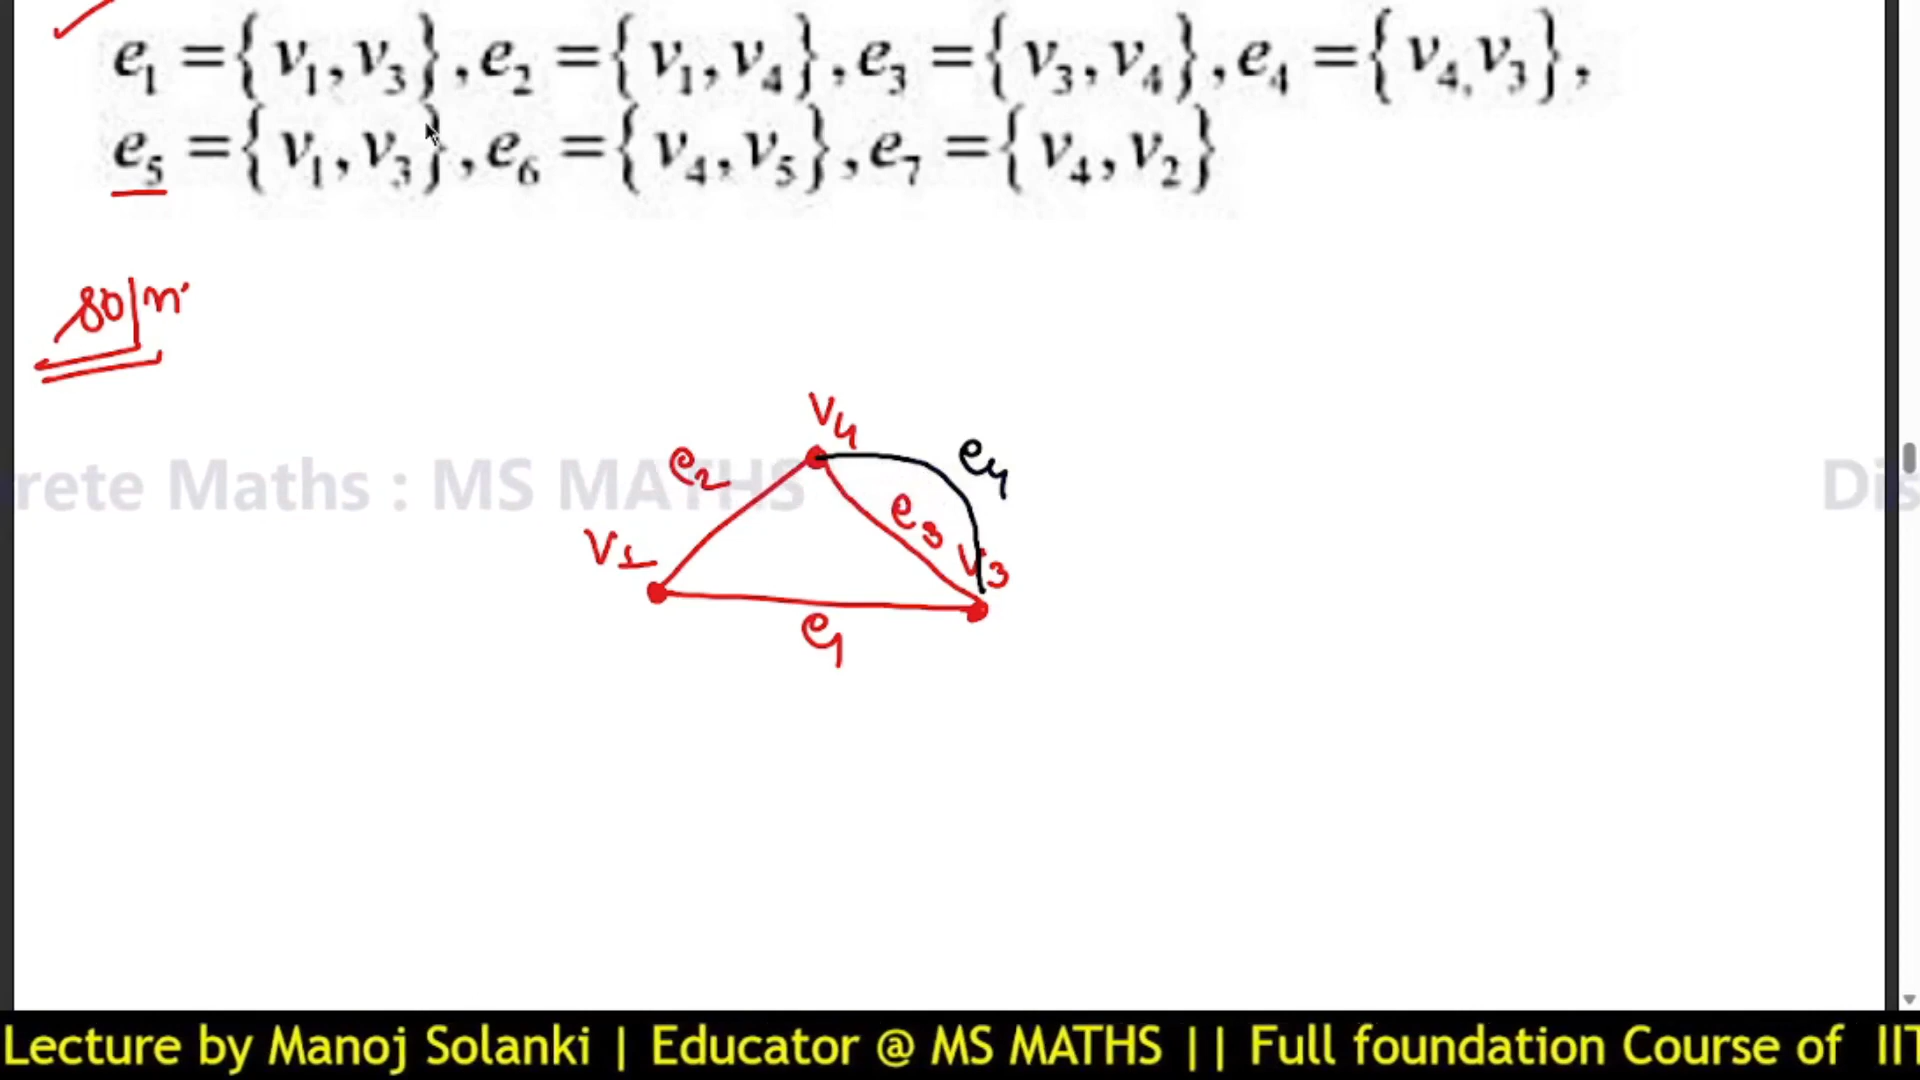 e₁ = {v₁, v₃}, e₂ = {v₁, v₄}, e₃ = {v₃, v₄}, e₄ = {v₄, v₃},
e₅ = {v₁, v₃}, e₆ = {v₄, v₅}, e₇ = {v₄, v₂}
so|n'
v₄
e₂
e₄
rete Maths : MS MATHS
Dis
e₃
v₁
v₃
e₁
Lecture by Manoj Solanki | Educator @ MS MATHS || Full foundation Course of IIT